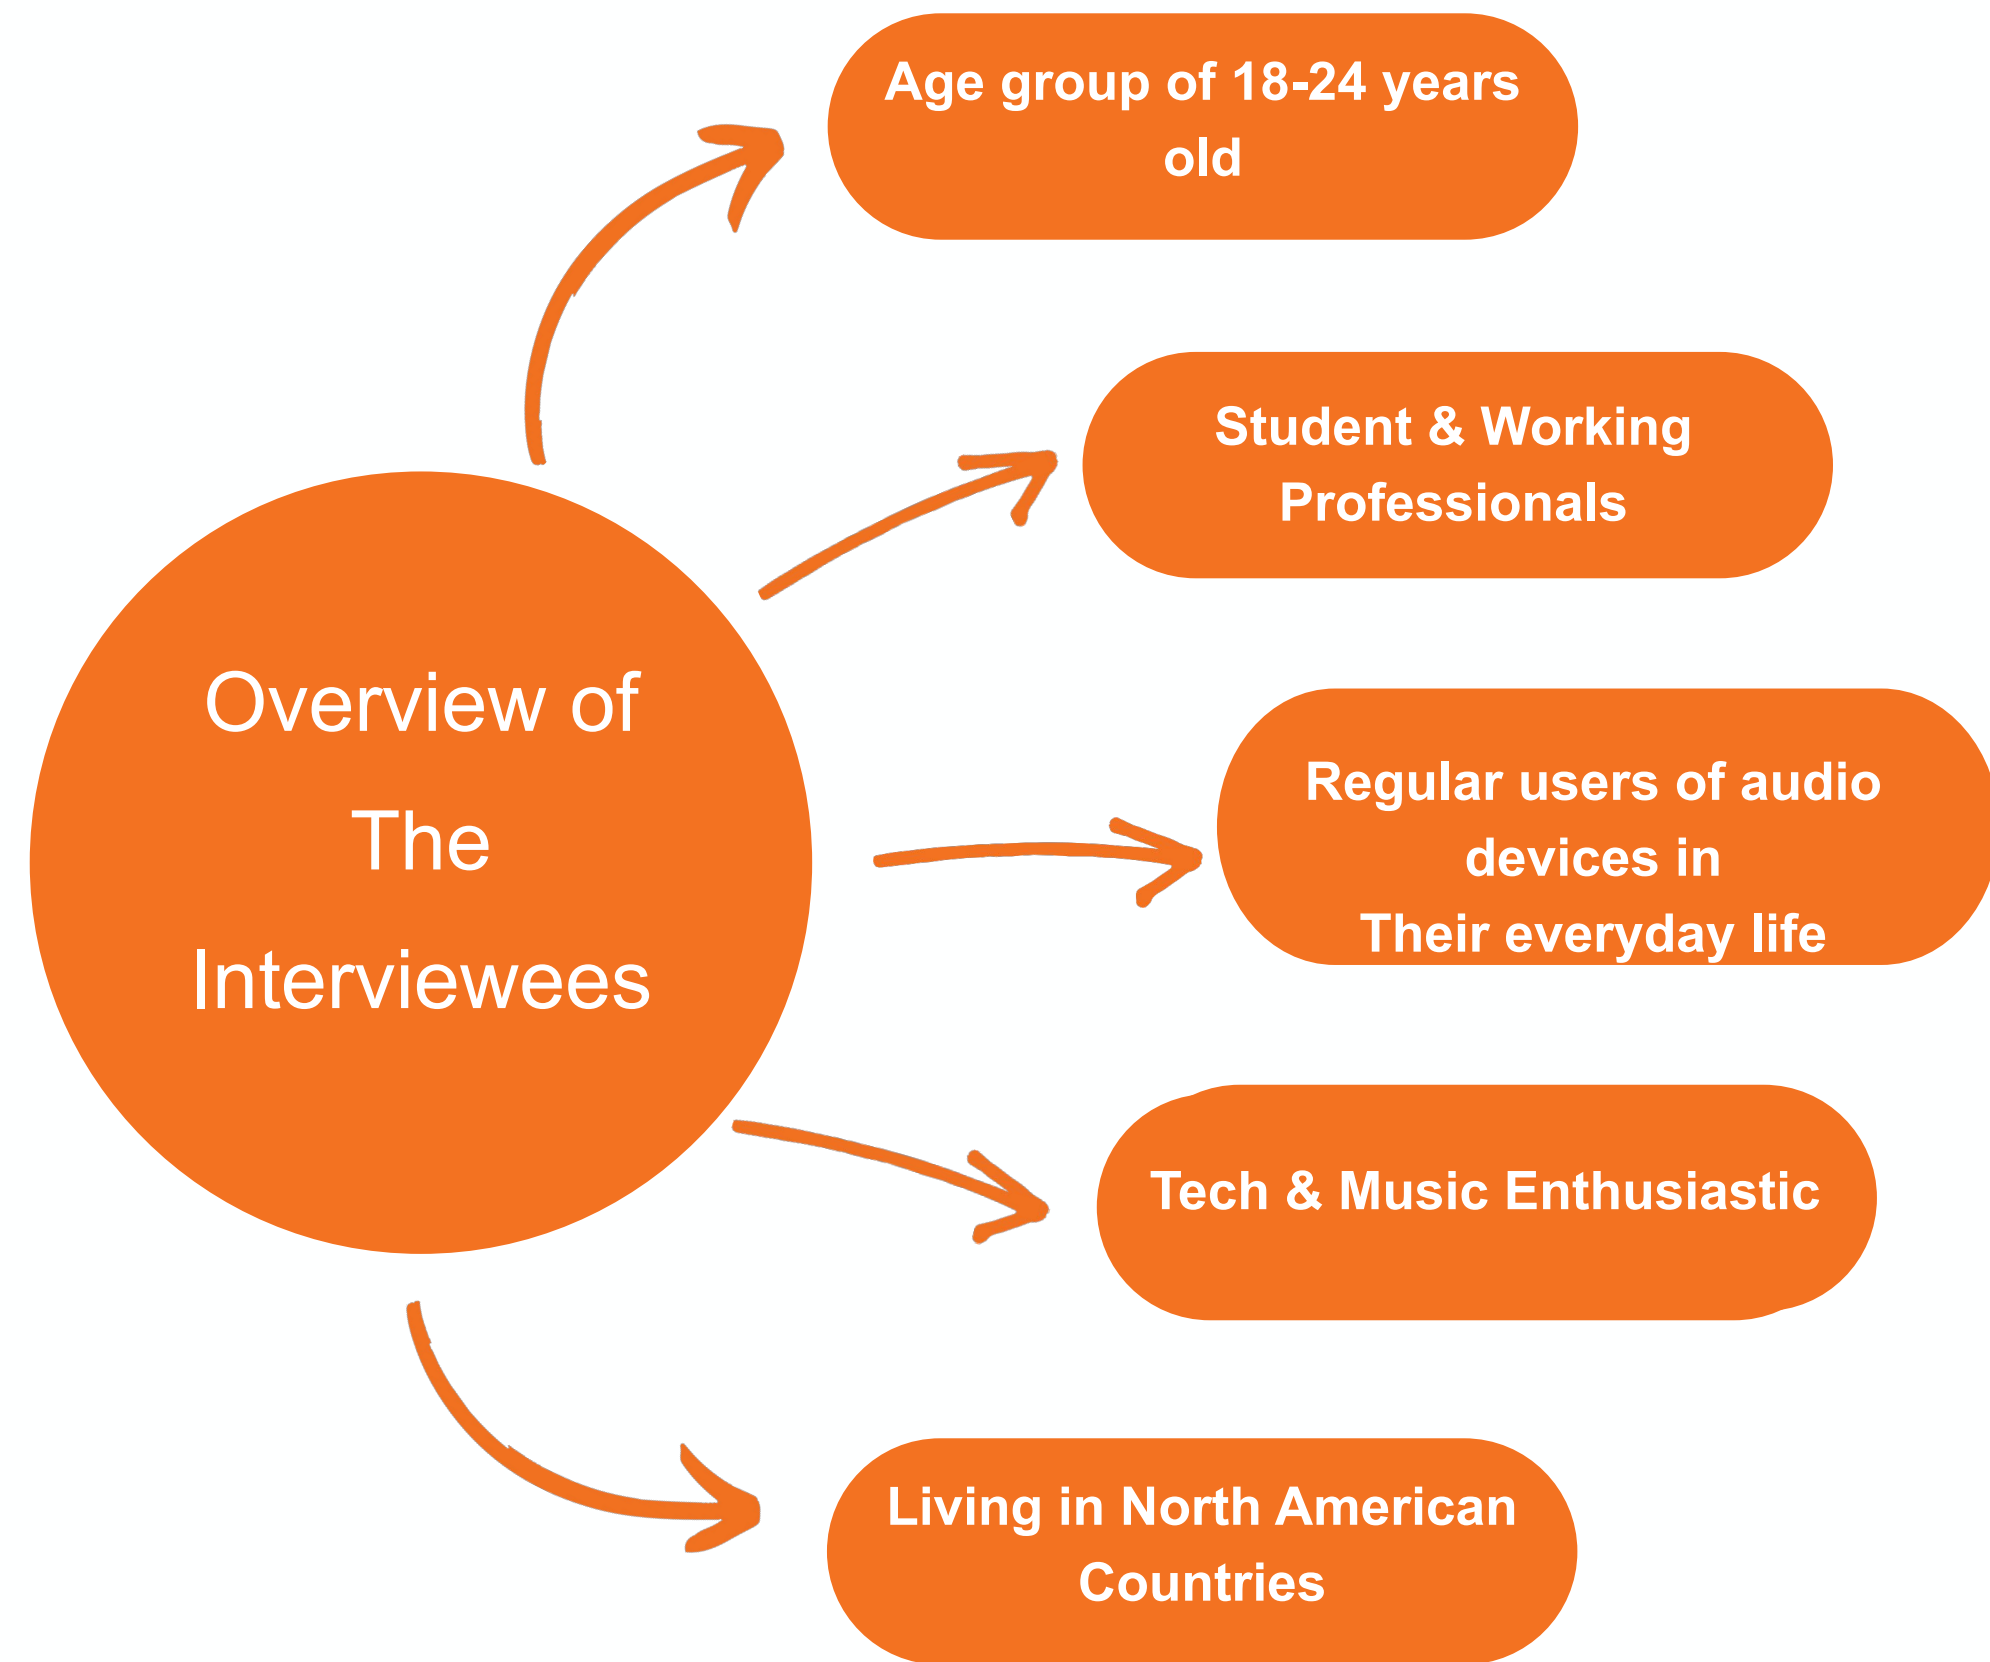 Overview of
The
Interviewees
Age group of 18-24 years
old
Student & Working
Professionals
Regular users of audio
devices in
Their everyday life
Tech & Music Enthusiastic
Living in North American
Countries